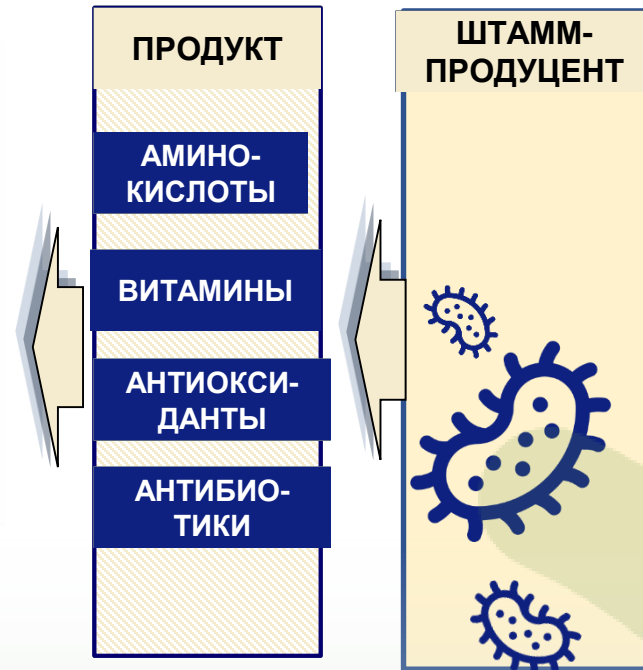 ПРОДУКТ
АМИНО-
КИСЛОТЫ
ВИТАМИНЫ
АНТИОКСИ-
ДАНТЫ
АНТИБИО-
ТИКИ
ШТАММ-
ПРОДУЦЕНТ